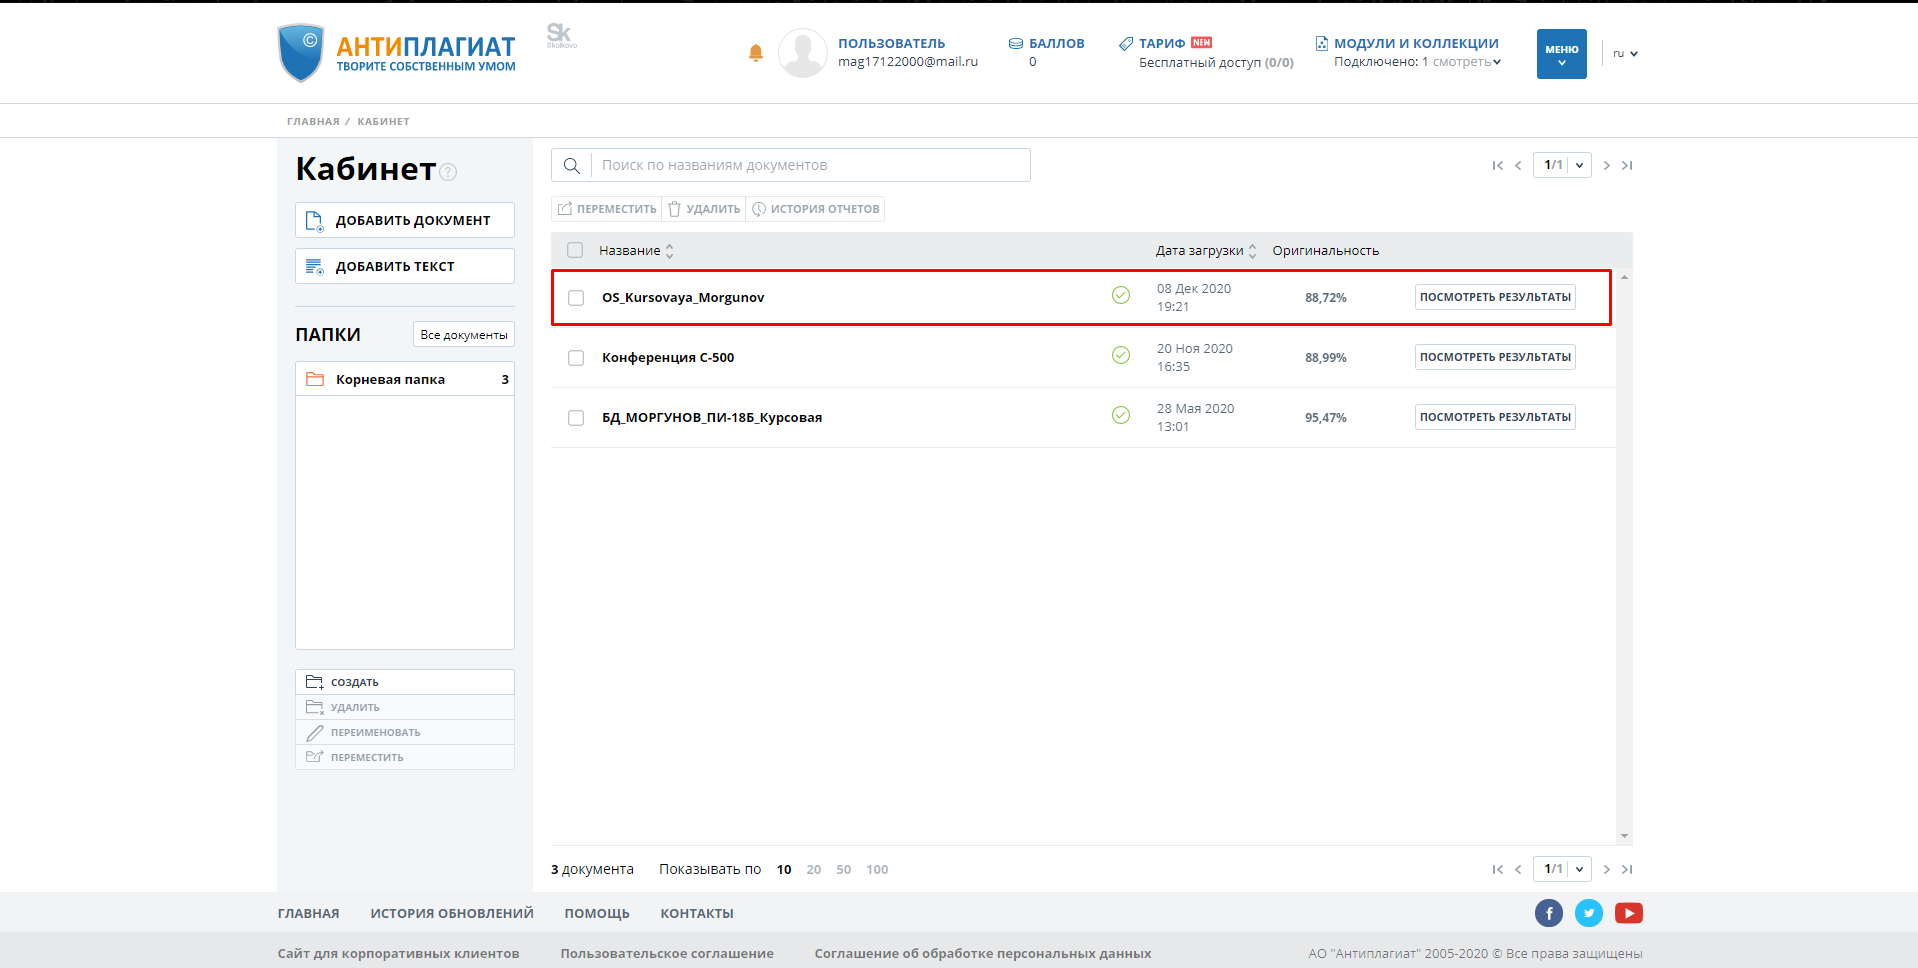 ©
АНТИПЛАГИАТ
ТВОРИТЕ СОБСТВЕННЫМ УМОМ
Sk
Skolkovo
ПОЛЬЗОВАТЕЛЬ
mag17122000@mail.ru
БАЛЛОВ
0
ТАРИФ NEW
Бесплатный доступ (0/0)
МОДУЛИ И КОЛЛЕКЦИИ
Подключено: 1 смотреть
МЕНЮ
ru
ГЛАВНАЯ / КАБИНЕТ
Кабинет ?
ДОБАВИТЬ ДОКУМЕНТ
ДОБАВИТЬ ТЕКСТ
ПАПКИ Все документы
Корневая папка 3
СОЗДАТЬ
УДАЛИТЬ
ПЕРЕИМЕНОВАТЬ
ПЕРЕМЕСТИТЬ
Поиск по названиям документов
1/1
ПЕРЕМЕСТИТЬ УДАЛИТЬ ИСТОРИЯ ОТЧЕТОВ
Название Дата загрузки Оригинальность
OS_Kursovaya_Morgunov 08 Дек 2020 19:21 88,72% ПОСМОТРЕТЬ РЕЗУЛЬТАТЫ
Конференция С-500 20 Ноя 2020 16:35 88,99% ПОСМОТРЕТЬ РЕЗУЛЬТАТЫ
БД_МОРГУНОВ_ПИ-18Б_Курсовая 28 Мая 2020 13:01 95,47% ПОСМОТРЕТЬ РЕЗУЛЬТАТЫ
3 документа Показывать по 10 20 50 100
1/1
ГЛАВНАЯ ИСТОРИЯ ОБНОВЛЕНИЙ ПОМОЩЬ КОНТАКТЫ
Сайт для корпоративных клиентов Пользовательское соглашение Соглашение об обработке персональных данных АО "Антиплагиат" 2005-2020 © Все права защищены